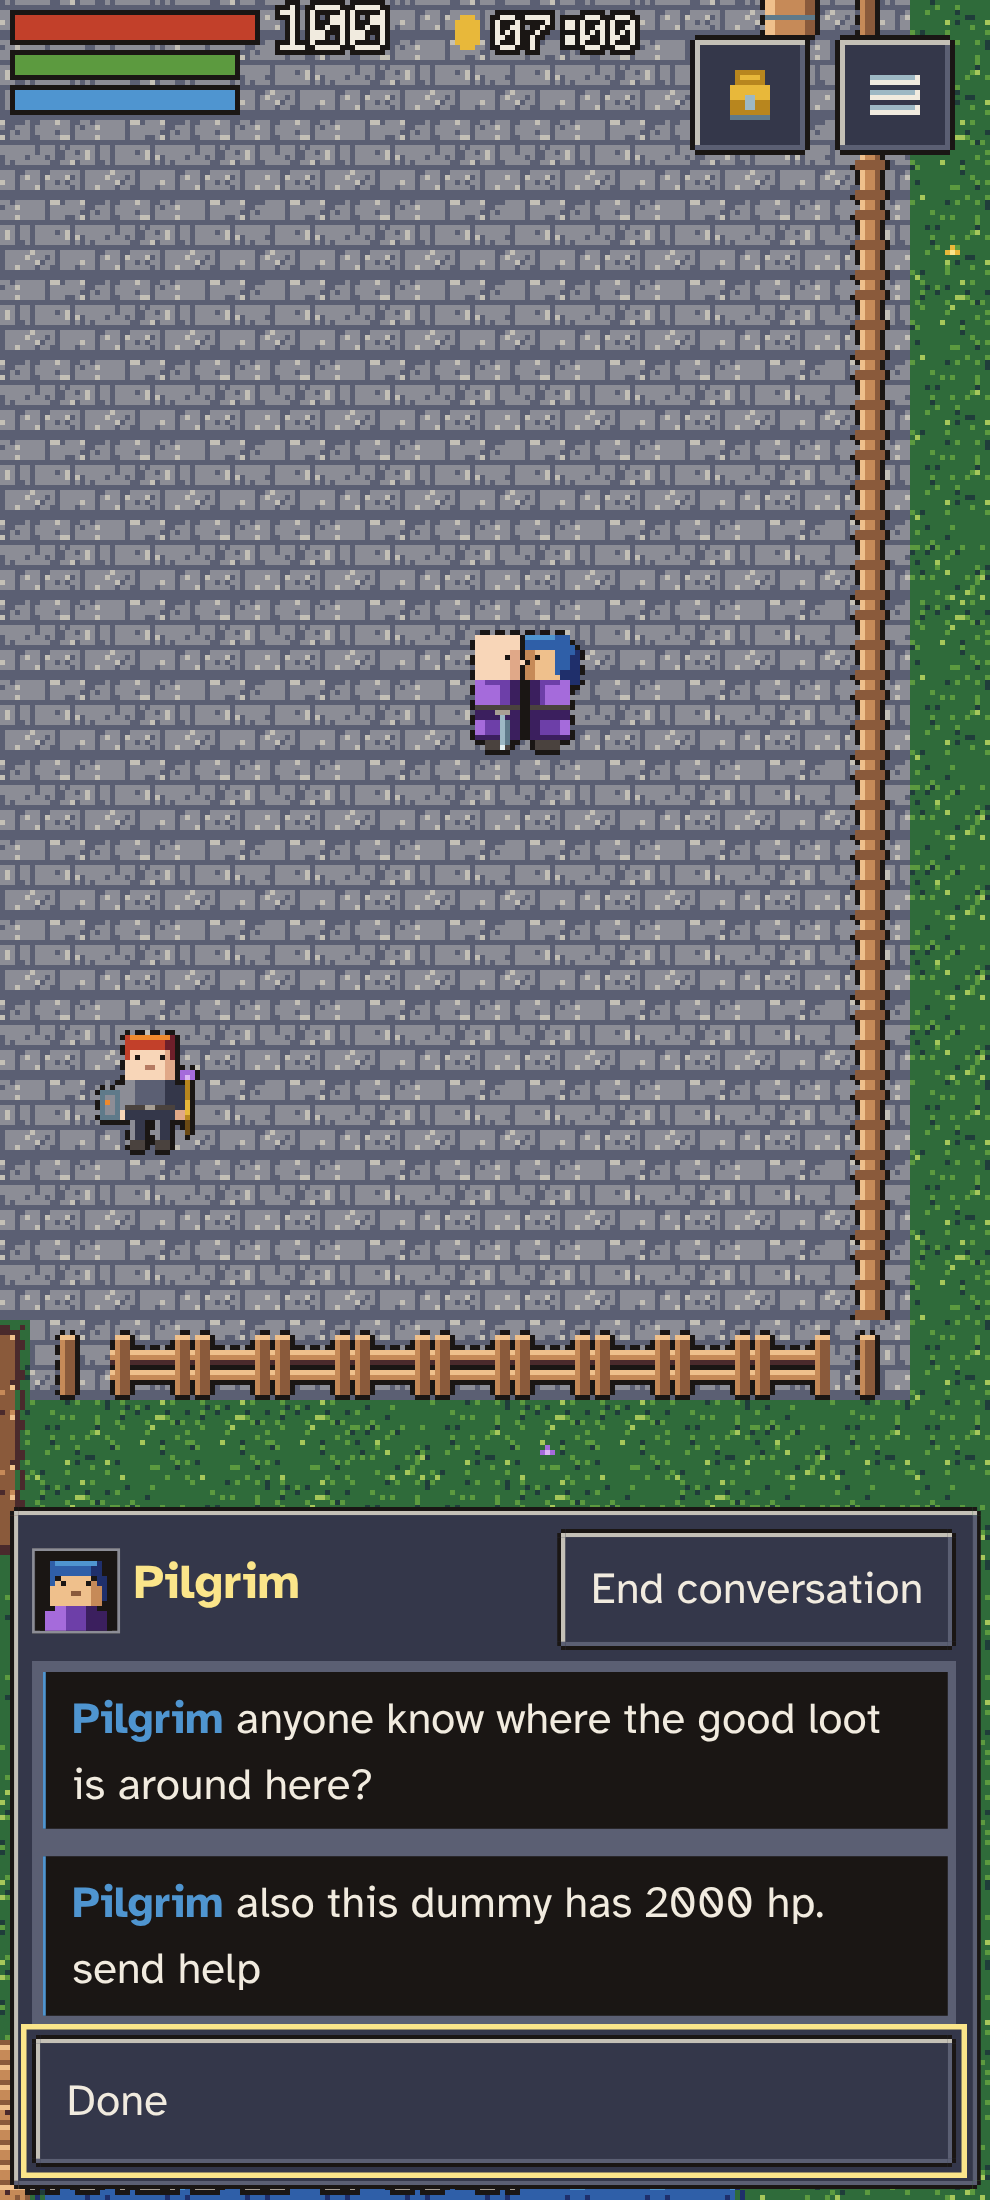 100 07:00
Pilgrim
End conversation
Pilgrim anyone know where the good loot
is around here?
Pilgrim also this dummy has 2000 hp.
send help
Done